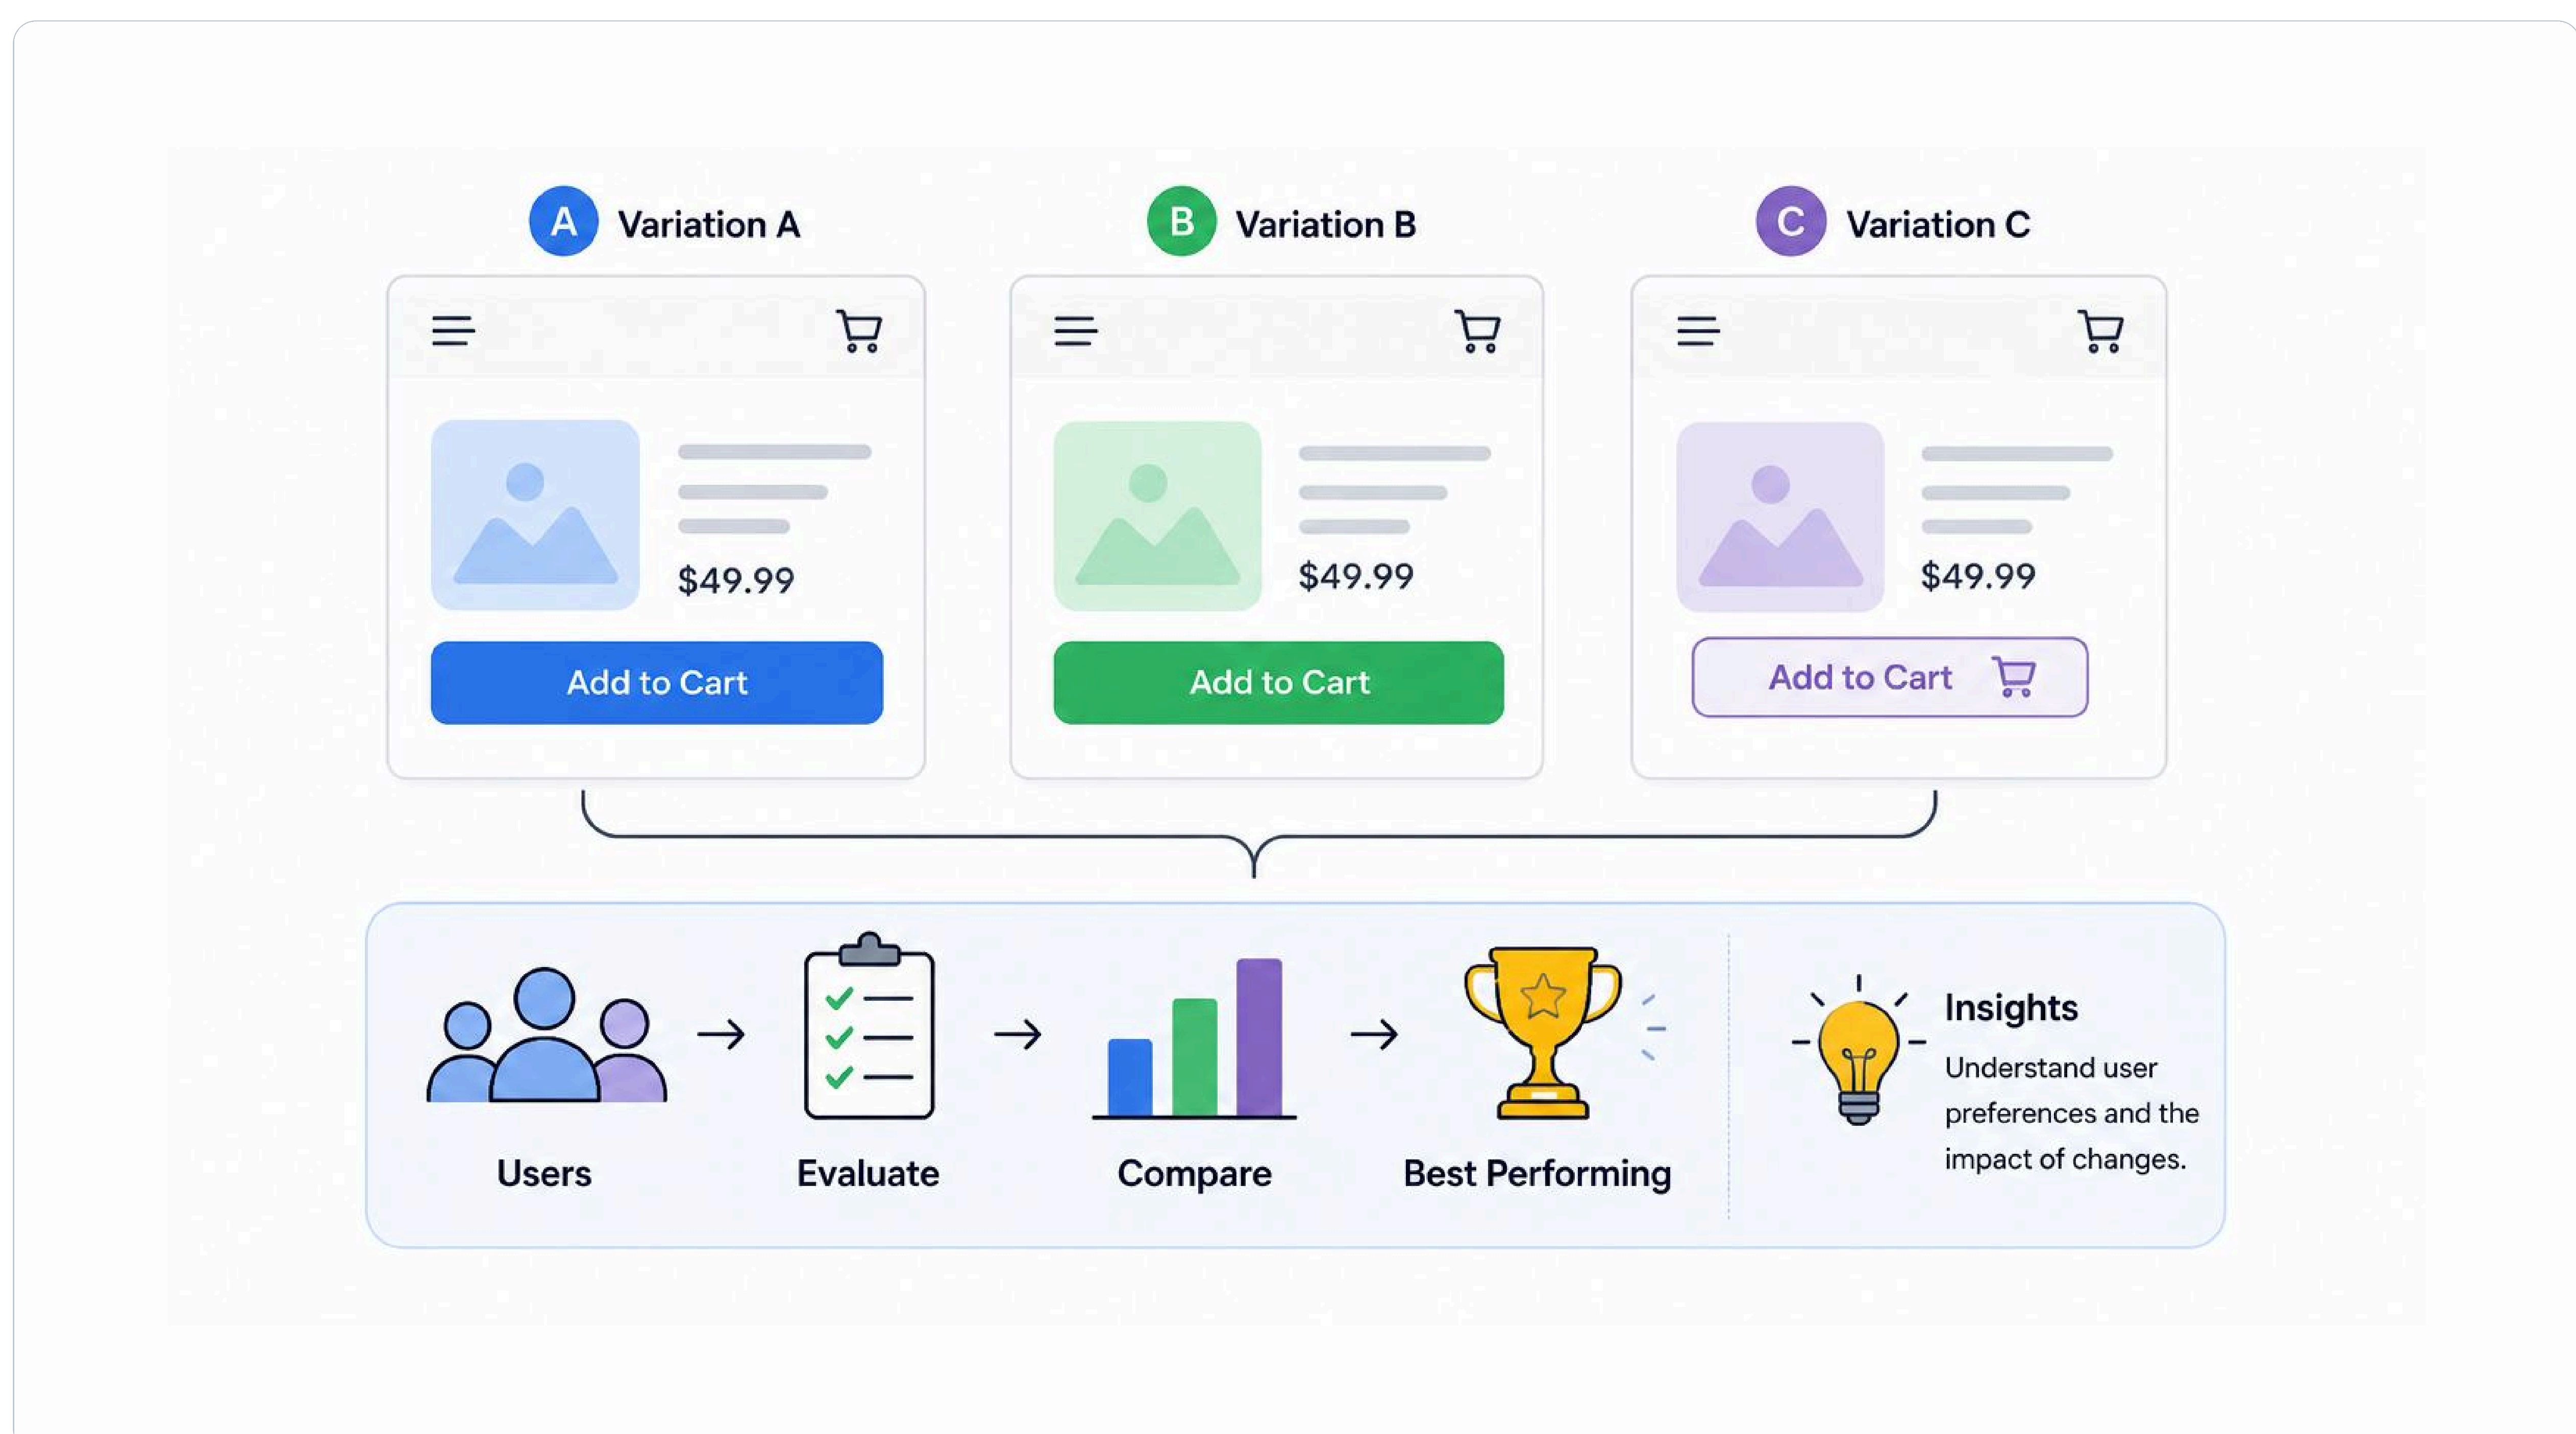 A Variation A
B Variation B
C Variation C
$49.99
$49.99
$49.99
Add to Cart
Add to Cart
Add to Cart
Users
Evaluate
Compare
Best Performing
Insights
Understand user
preferences and the
impact of changes.